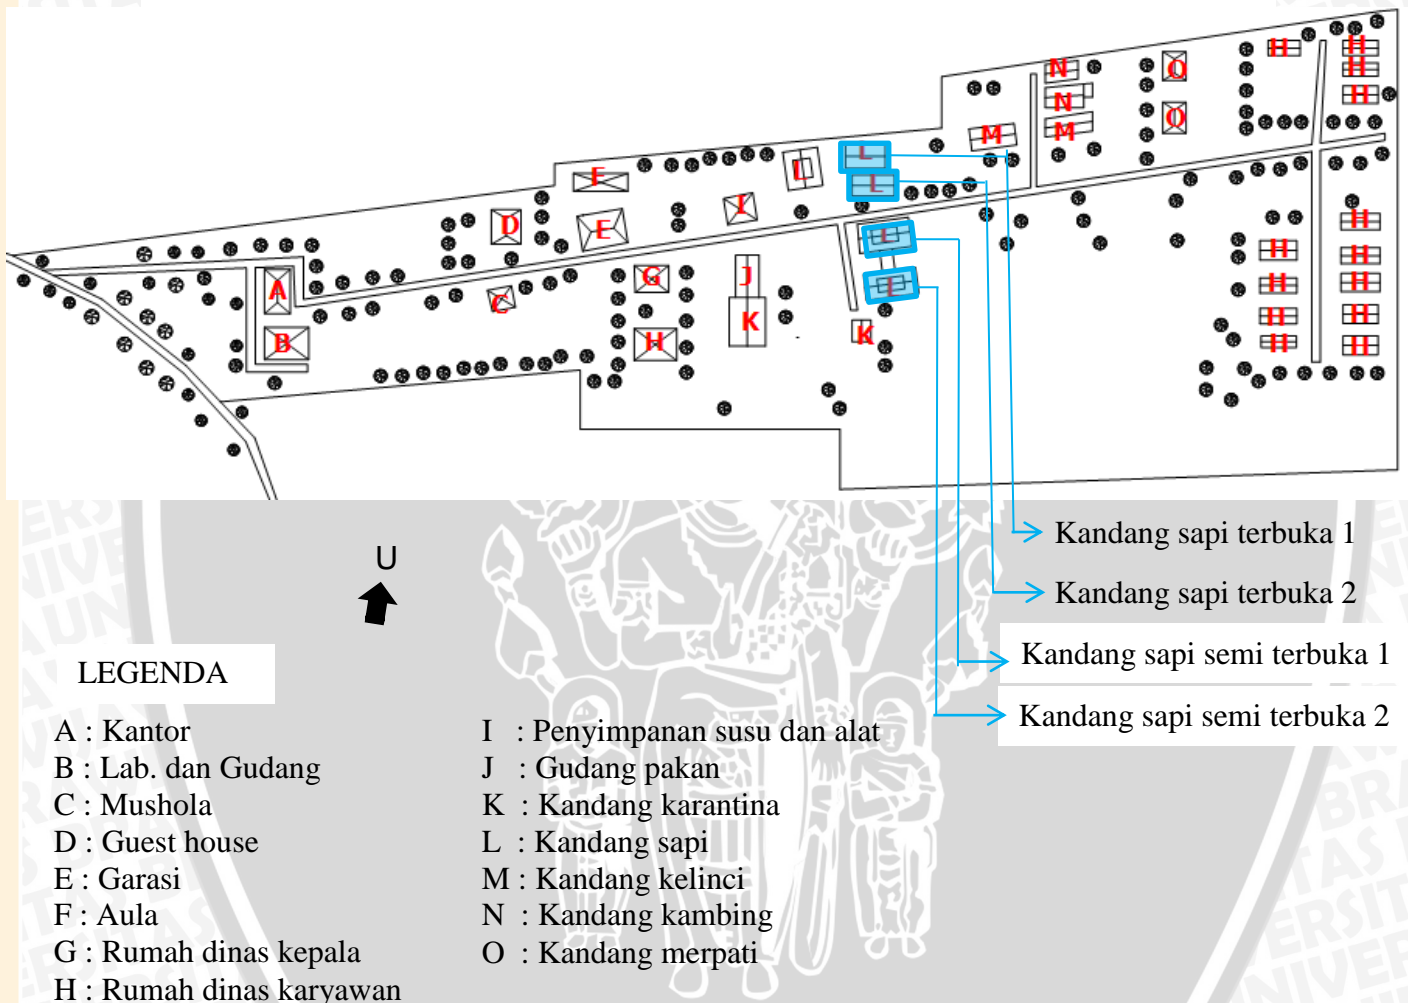 H H
H
H
N O
N
M M O
L L
L
F
I
D E
L
L
A G J
C
B H K K
H H
H H
H H
H H
H H
Kandang sapi terbuka 1
Kandang sapi terbuka 2
Kandang sapi semi terbuka 1
Kandang sapi semi terbuka 2
U
LEGENDA
A : Kantor
B : Lab. dan Gudang
C : Mushola
D : Guest house
E : Garasi
F : Aula
G : Rumah dinas kepala
H : Rumah dinas karyawan
I : Penyimpanan susu dan alat
J : Gudang pakan
K : Kandang karantina
L : Kandang sapi
M : Kandang kelinci
N : Kandang kambing
O : Kandang merpati